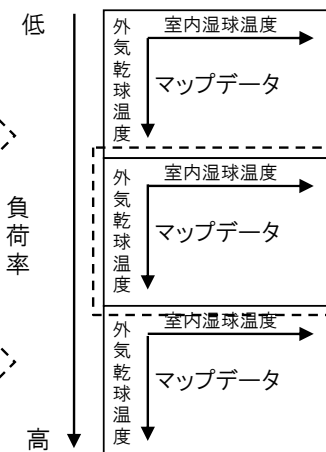 低
負荷率
高
室内湿球温度
外気乾球温度
マップデータ
室内湿球温度
外気乾球温度
マップデータ
室内湿球温度
外気乾球温度
マップデータ